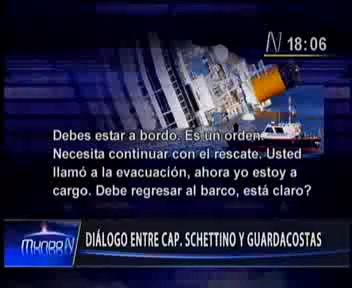 N 18:06
Debes estar a bordo. Es un orden.
Necesita continuar con el rescate. Usted
llamó a la evacuación, ahora yo estoy a
cargo. Debe regresar al barco, está claro?
MUNDO N
DIÁLOGO ENTRE CAP. SCHETTINO Y GUARDACOSTAS